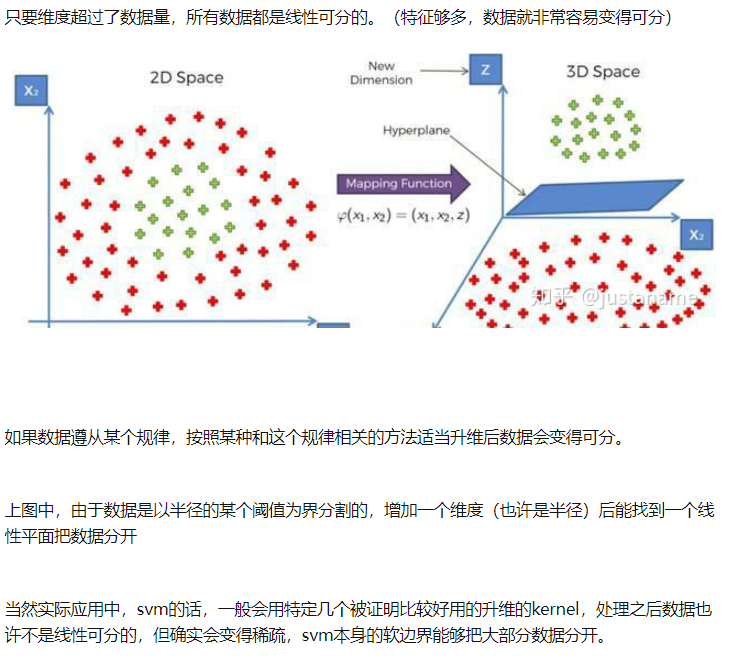 只要维度超过了数据量，所有数据都是线性可分的。（特征够多，数据就非常容易变得可分）
2D Space
X₂
New
Dimension
Z
3D Space
Hyperplane
Mapping Function
φ(x₁, x₂) = (x₁, x₂, z)
X₂
知乎 @justaname
如果数据遵从某个规律，按照某种和这个规律相关的方法适当升维后数据会变得可分。
上图中，由于数据是以半径的某个阈值为界分割的，增加一个维度（也许是半径）后能找到一个线
性平面把数据分开
当然实际应用中，svm的话，一般会用特定几个被证明比较好用的升维的kernel，处理之后数据也
许不是线性可分的，但确实会变得稀疏，svm本身的软边界能够把大部分数据分开。